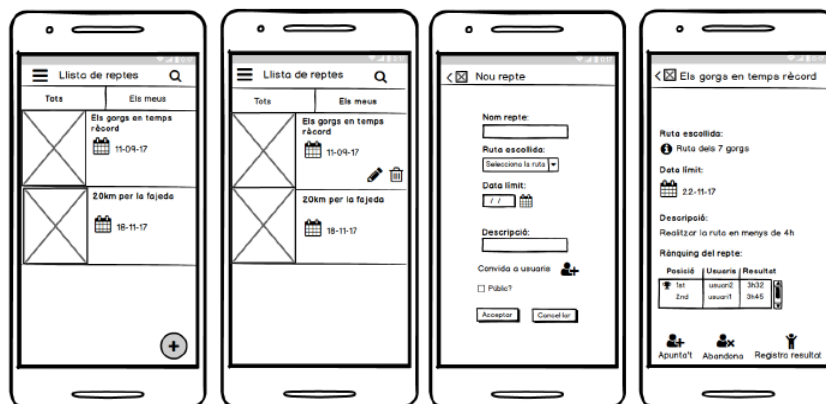 Llista de reptes
Tots
Els meus
Els gorgs en temps
rècord
11-09-17
20km per la fajeda
18-11-17
Llista de reptes
Tots
Els meus
Els gorgs en temps
rècord
11-09-17
20km per la fajeda
18-11-17
Nou repte
Nom repte:
Ruta escollida:
Selecciona la ruta
Data límit:
/ /
Descripció:
Convida a usuaris
Públic?
Acceptar
Cancel·lar
Els gorgs en temps rècord
Ruta escollida:
Ruta dels 7 gorgs
Data límit:
22-11-17
Descripció:
Realitzar la ruta en menys de 4h
Rànquing del repte:
Posició Usuaris Resultat
1st usuari2 3h32
2nd usuari1 3h45
Apunta't
Abandona
Registra resultat